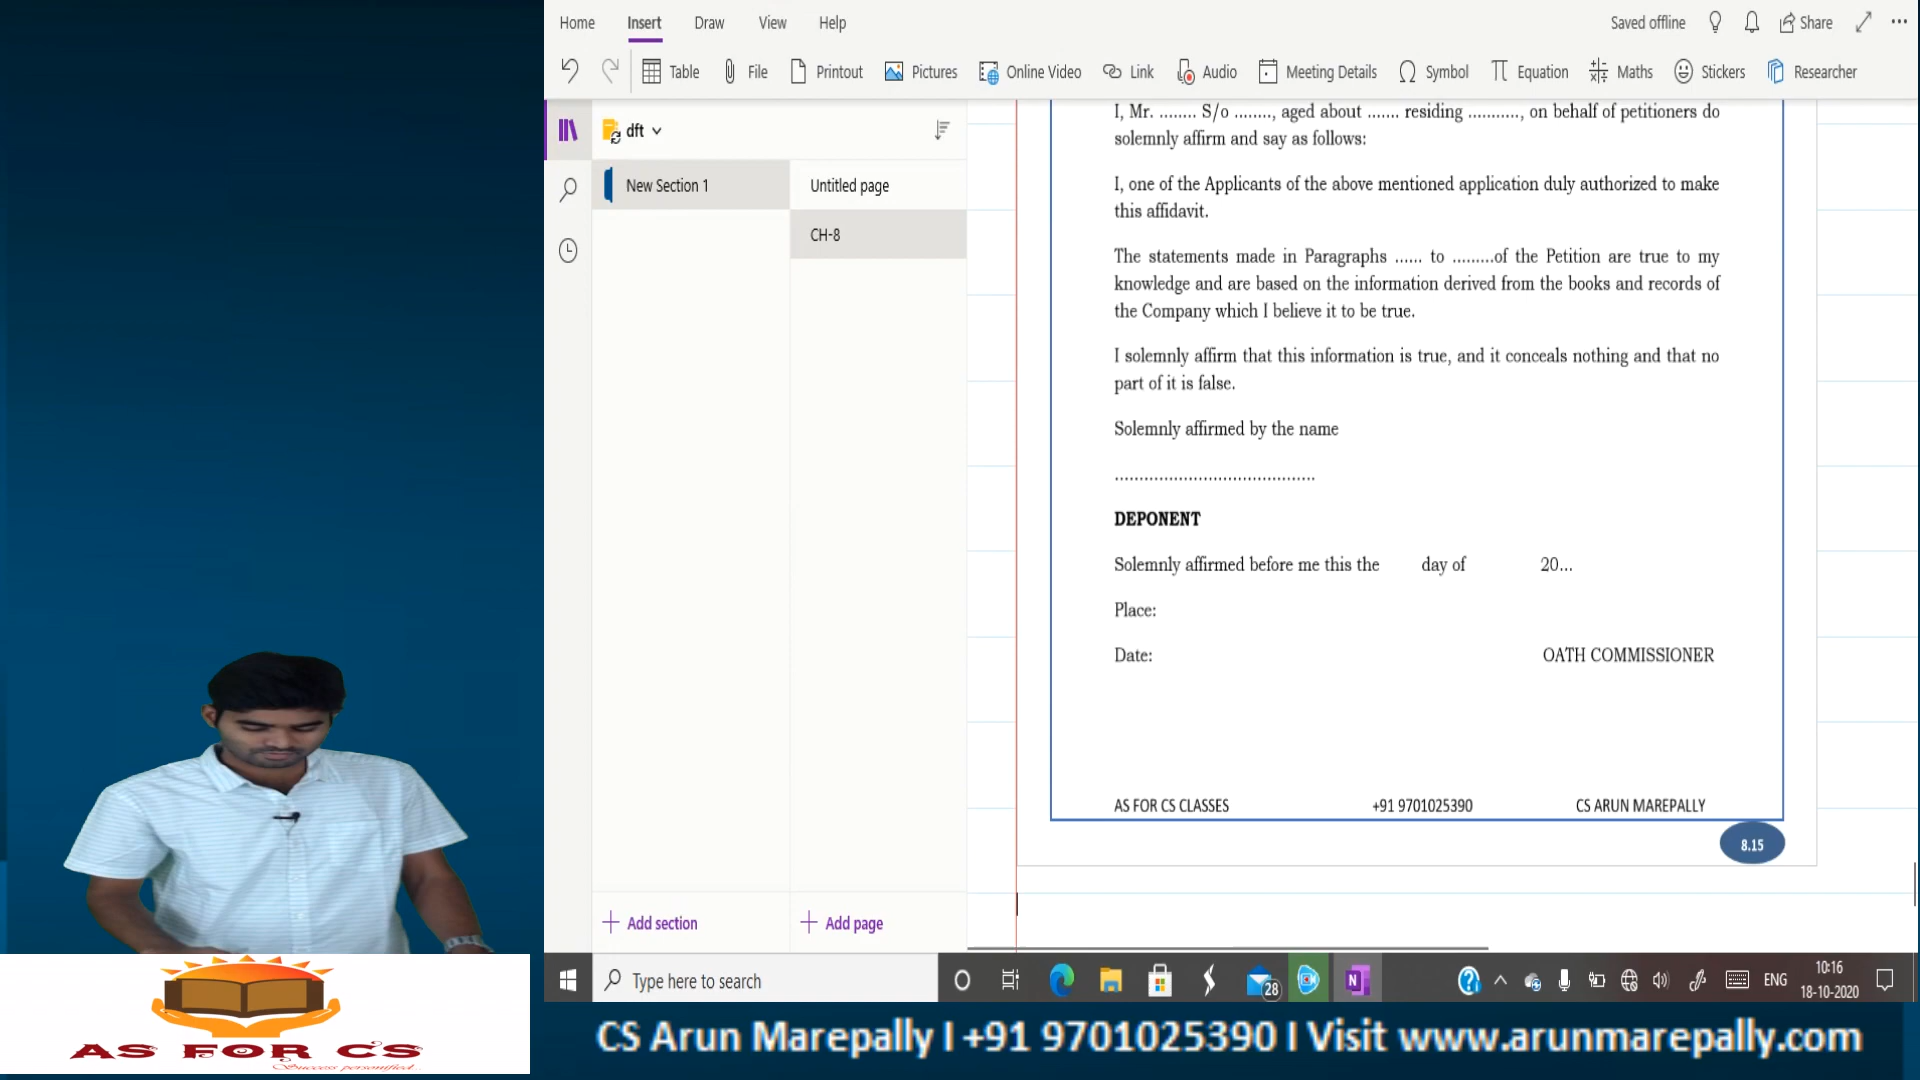 Home Insert Draw View Help Saved offline Share
Table File Printout Pictures Online Video Link Audio Meeting Details Symbol Equation Maths Stickers Researcher
dft
New Section 1
Untitled page
CH-8
I, Mr. ........ S/o ........, aged about ....... residing ..........., on behalf of petitioners do
solemnly affirm and say as follows:
I, one of the Applicants of the above mentioned application duly authorized to make
this affidavit.
The statements made in Paragraphs ...... to .........of the Petition are true to my
knowledge and are based on the information derived from the books and records of
the Company which I believe it to be true.
I solemnly affirm that this information is true, and it conceals nothing and that no
part of it is false.
Solemnly affirmed by the name
.........................................
DEPONENT
Solemnly affirmed before me this the day of 20...
Place:
Date: OATH COMMISSIONER
AS FOR CS CLASSES +91 9701025390 CS ARUN MAREPALLY
8.15
Add section Add page
Type here to search
28
N
ENG
10:16
18-10-2020
AS FOR CS
Success personified...
CS Arun Marepally I +91 9701025390 I Visit www.arunmarepally.com